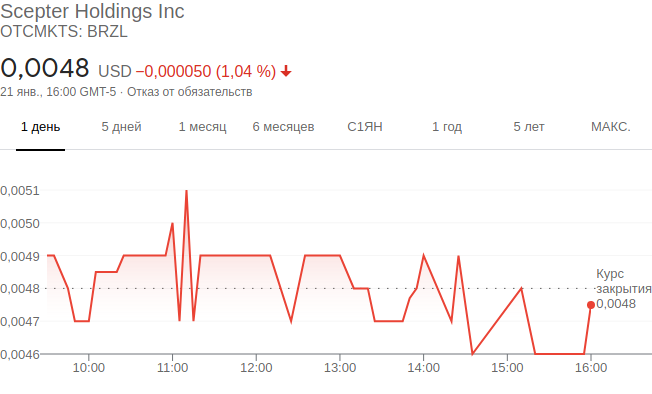 Scepter Holdings Inc
OTCMKTS: BRZL
0,0048 USD −0,000050 (1,04 %)
21 янв., 16:00 GMT-5 · Отказ от обязательств
1 день 5 дней 1 месяц 6 месяцев С1ЯН 1 год 5 лет МАКС.
0,0051
0,0050
0,0049
0,0048
0,0047
0,0046
Курс
закрытия
0,0048
10:00 11:00 12:00 13:00 14:00 15:00 16:00